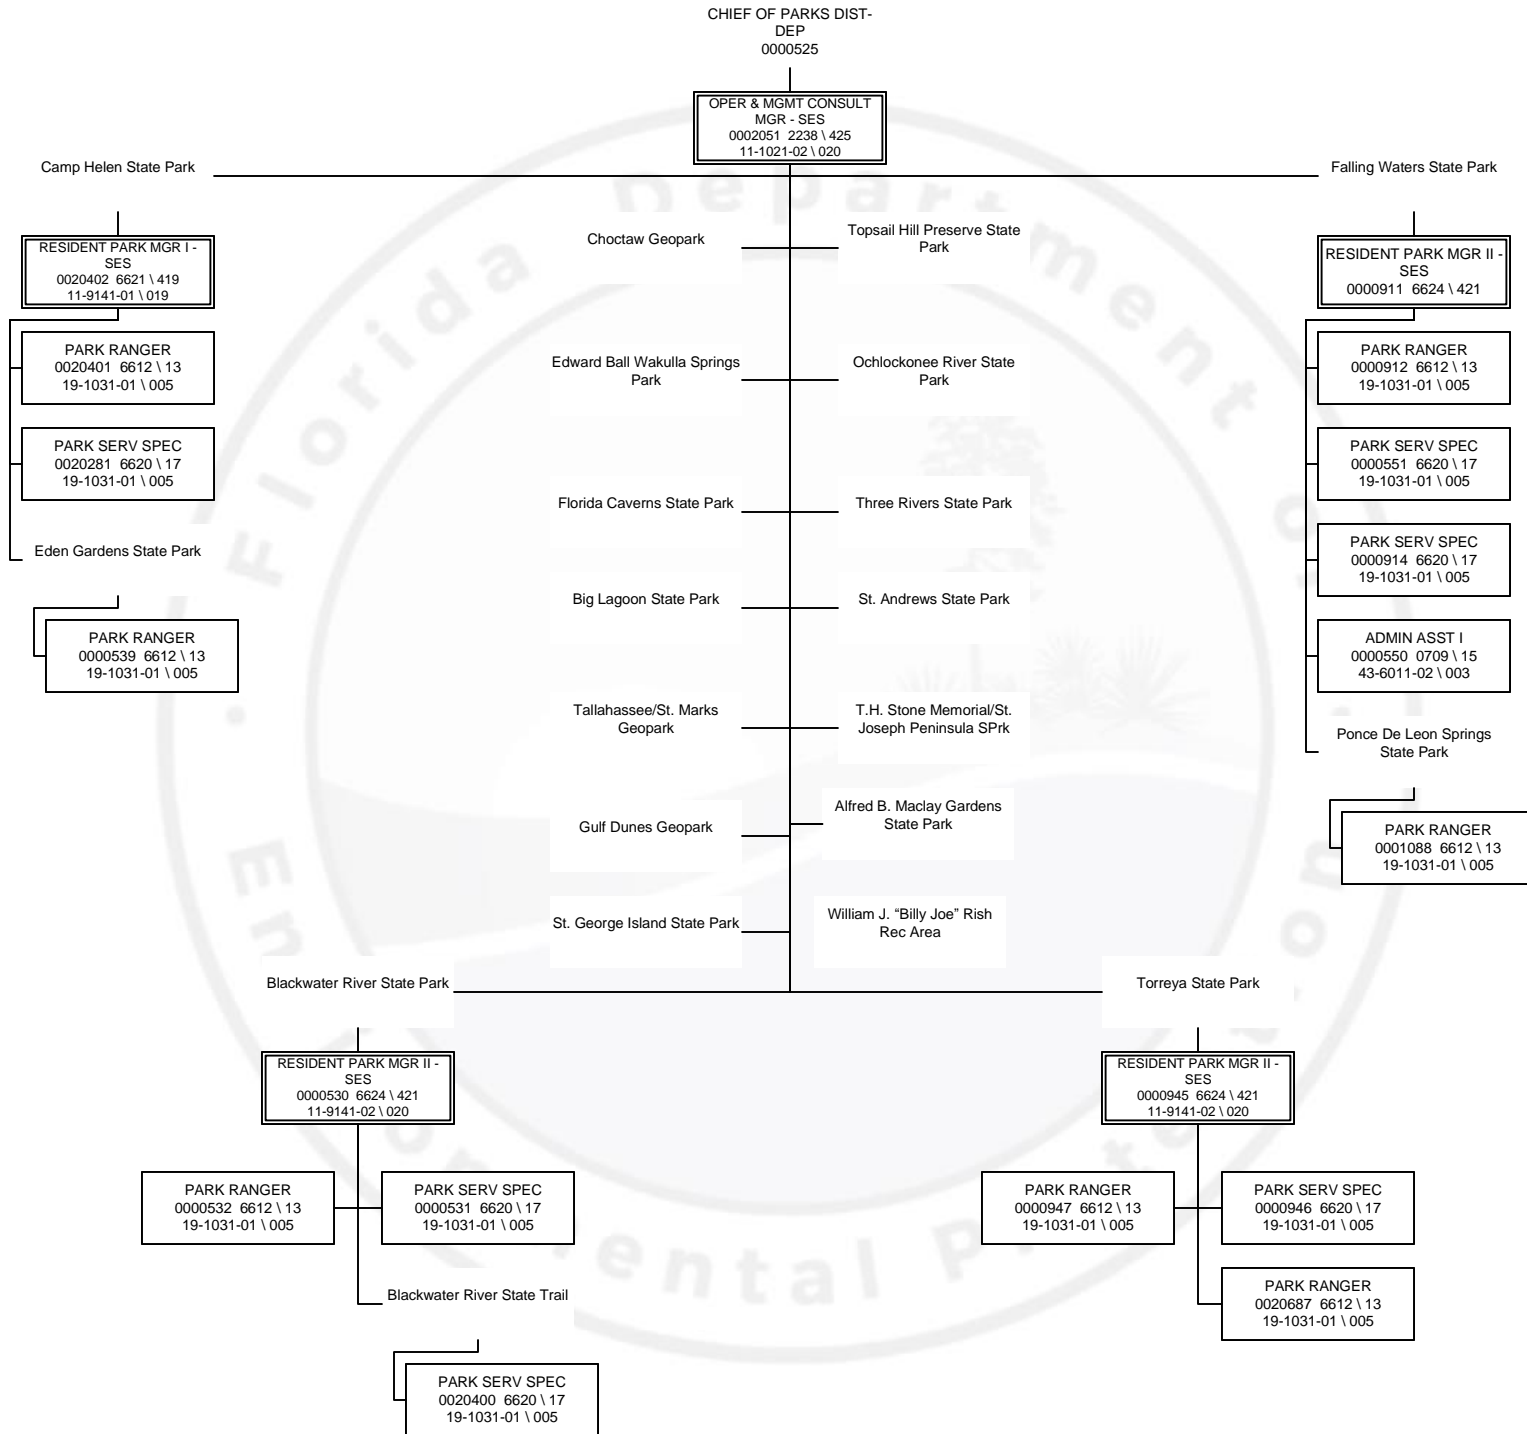 CHIEF OF PARKS DIST-
DEP
0000525
OPER & MGMT CONSULT
MGR - SES
0002051 2238 \ 425
11-1021-02 \ 020
Camp Helen State Park
Falling Waters State Park
RESIDENT PARK MGR I -
SES
0020402 6621 \ 419
11-9141-01 \ 019
PARK RANGER
0020401 6612 \ 13
19-1031-01 \ 005
PARK SERV SPEC
0020281 6620 \ 17
19-1031-01 \ 005
Eden Gardens State Park
PARK RANGER
0000539 6612 \ 13
19-1031-01 \ 005
Choctaw Geopark
Topsail Hill Preserve State
Park
Edward Ball Wakulla Springs
Park
Ochlockonee River State
Park
Florida Caverns State Park
Three Rivers State Park
Big Lagoon State Park
St. Andrews State Park
Tallahassee/St. Marks
Geopark
T.H. Stone Memorial/St.
Joseph Peninsula SPrk
Gulf Dunes Geopark
Alfred B. Maclay Gardens
State Park
St. George Island State Park
William J. “Billy Joe” Rish
Rec Area
RESIDENT PARK MGR II -
SES
0000911 6624 \ 421
PARK RANGER
0000912 6612 \ 13
19-1031-01 \ 005
PARK SERV SPEC
0000551 6620 \ 17
19-1031-01 \ 005
PARK SERV SPEC
0000914 6620 \ 17
19-1031-01 \ 005
ADMIN ASST I
0000550 0709 \ 15
43-6011-02 \ 003
Ponce De Leon Springs
State Park
PARK RANGER
0001088 6612 \ 13
19-1031-01 \ 005
Blackwater River State Park
RESIDENT PARK MGR II -
SES
0000530 6624 \ 421
11-9141-02 \ 020
PARK RANGER
0000532 6612 \ 13
19-1031-01 \ 005
PARK SERV SPEC
0000531 6620 \ 17
19-1031-01 \ 005
Blackwater River State Trail
PARK SERV SPEC
0020400 6620 \ 17
19-1031-01 \ 005
Torreya State Park
RESIDENT PARK MGR II -
SES
0000945 6624 \ 421
11-9141-02 \ 020
PARK RANGER
0000947 6612 \ 13
19-1031-01 \ 005
PARK SERV SPEC
0000946 6620 \ 17
19-1031-01 \ 005
PARK RANGER
0020687 6612 \ 13
19-1031-01 \ 005
Florida Department of